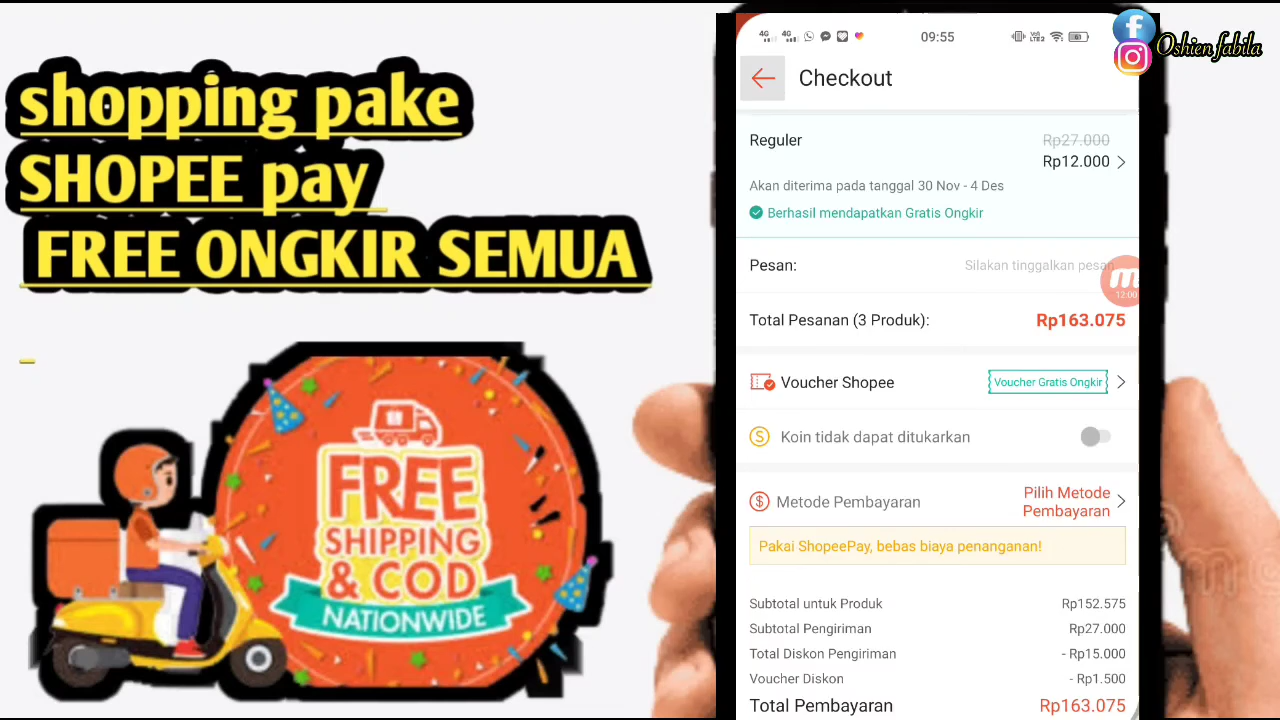 shopping pake
SHOPEE pay
FREE ONGKIR SEMUA
FREE
SHIPPING
& COD
NATIONWIDE
Oshien fabila
09:55
Checkout
Reguler Rp27.000
Rp12.000
Akan diterima pada tanggal 30 Nov - 4 Des
Berhasil mendapatkan Gratis Ongkir
Pesan: Silakan tinggalkan pesan
12:00
Total Pesanan (3 Produk): Rp163.075
Voucher Shopee Voucher Gratis Ongkir
Koin tidak dapat ditukarkan
Metode Pembayaran Pilih Metode
Pembayaran
Pakai ShopeePay, bebas biaya penanganan!
Subtotal untuk Produk Rp152.575
Subtotal Pengiriman Rp27.000
Total Diskon Pengiriman - Rp15.000
Voucher Diskon - Rp1.500
Total Pembayaran Rp163.075